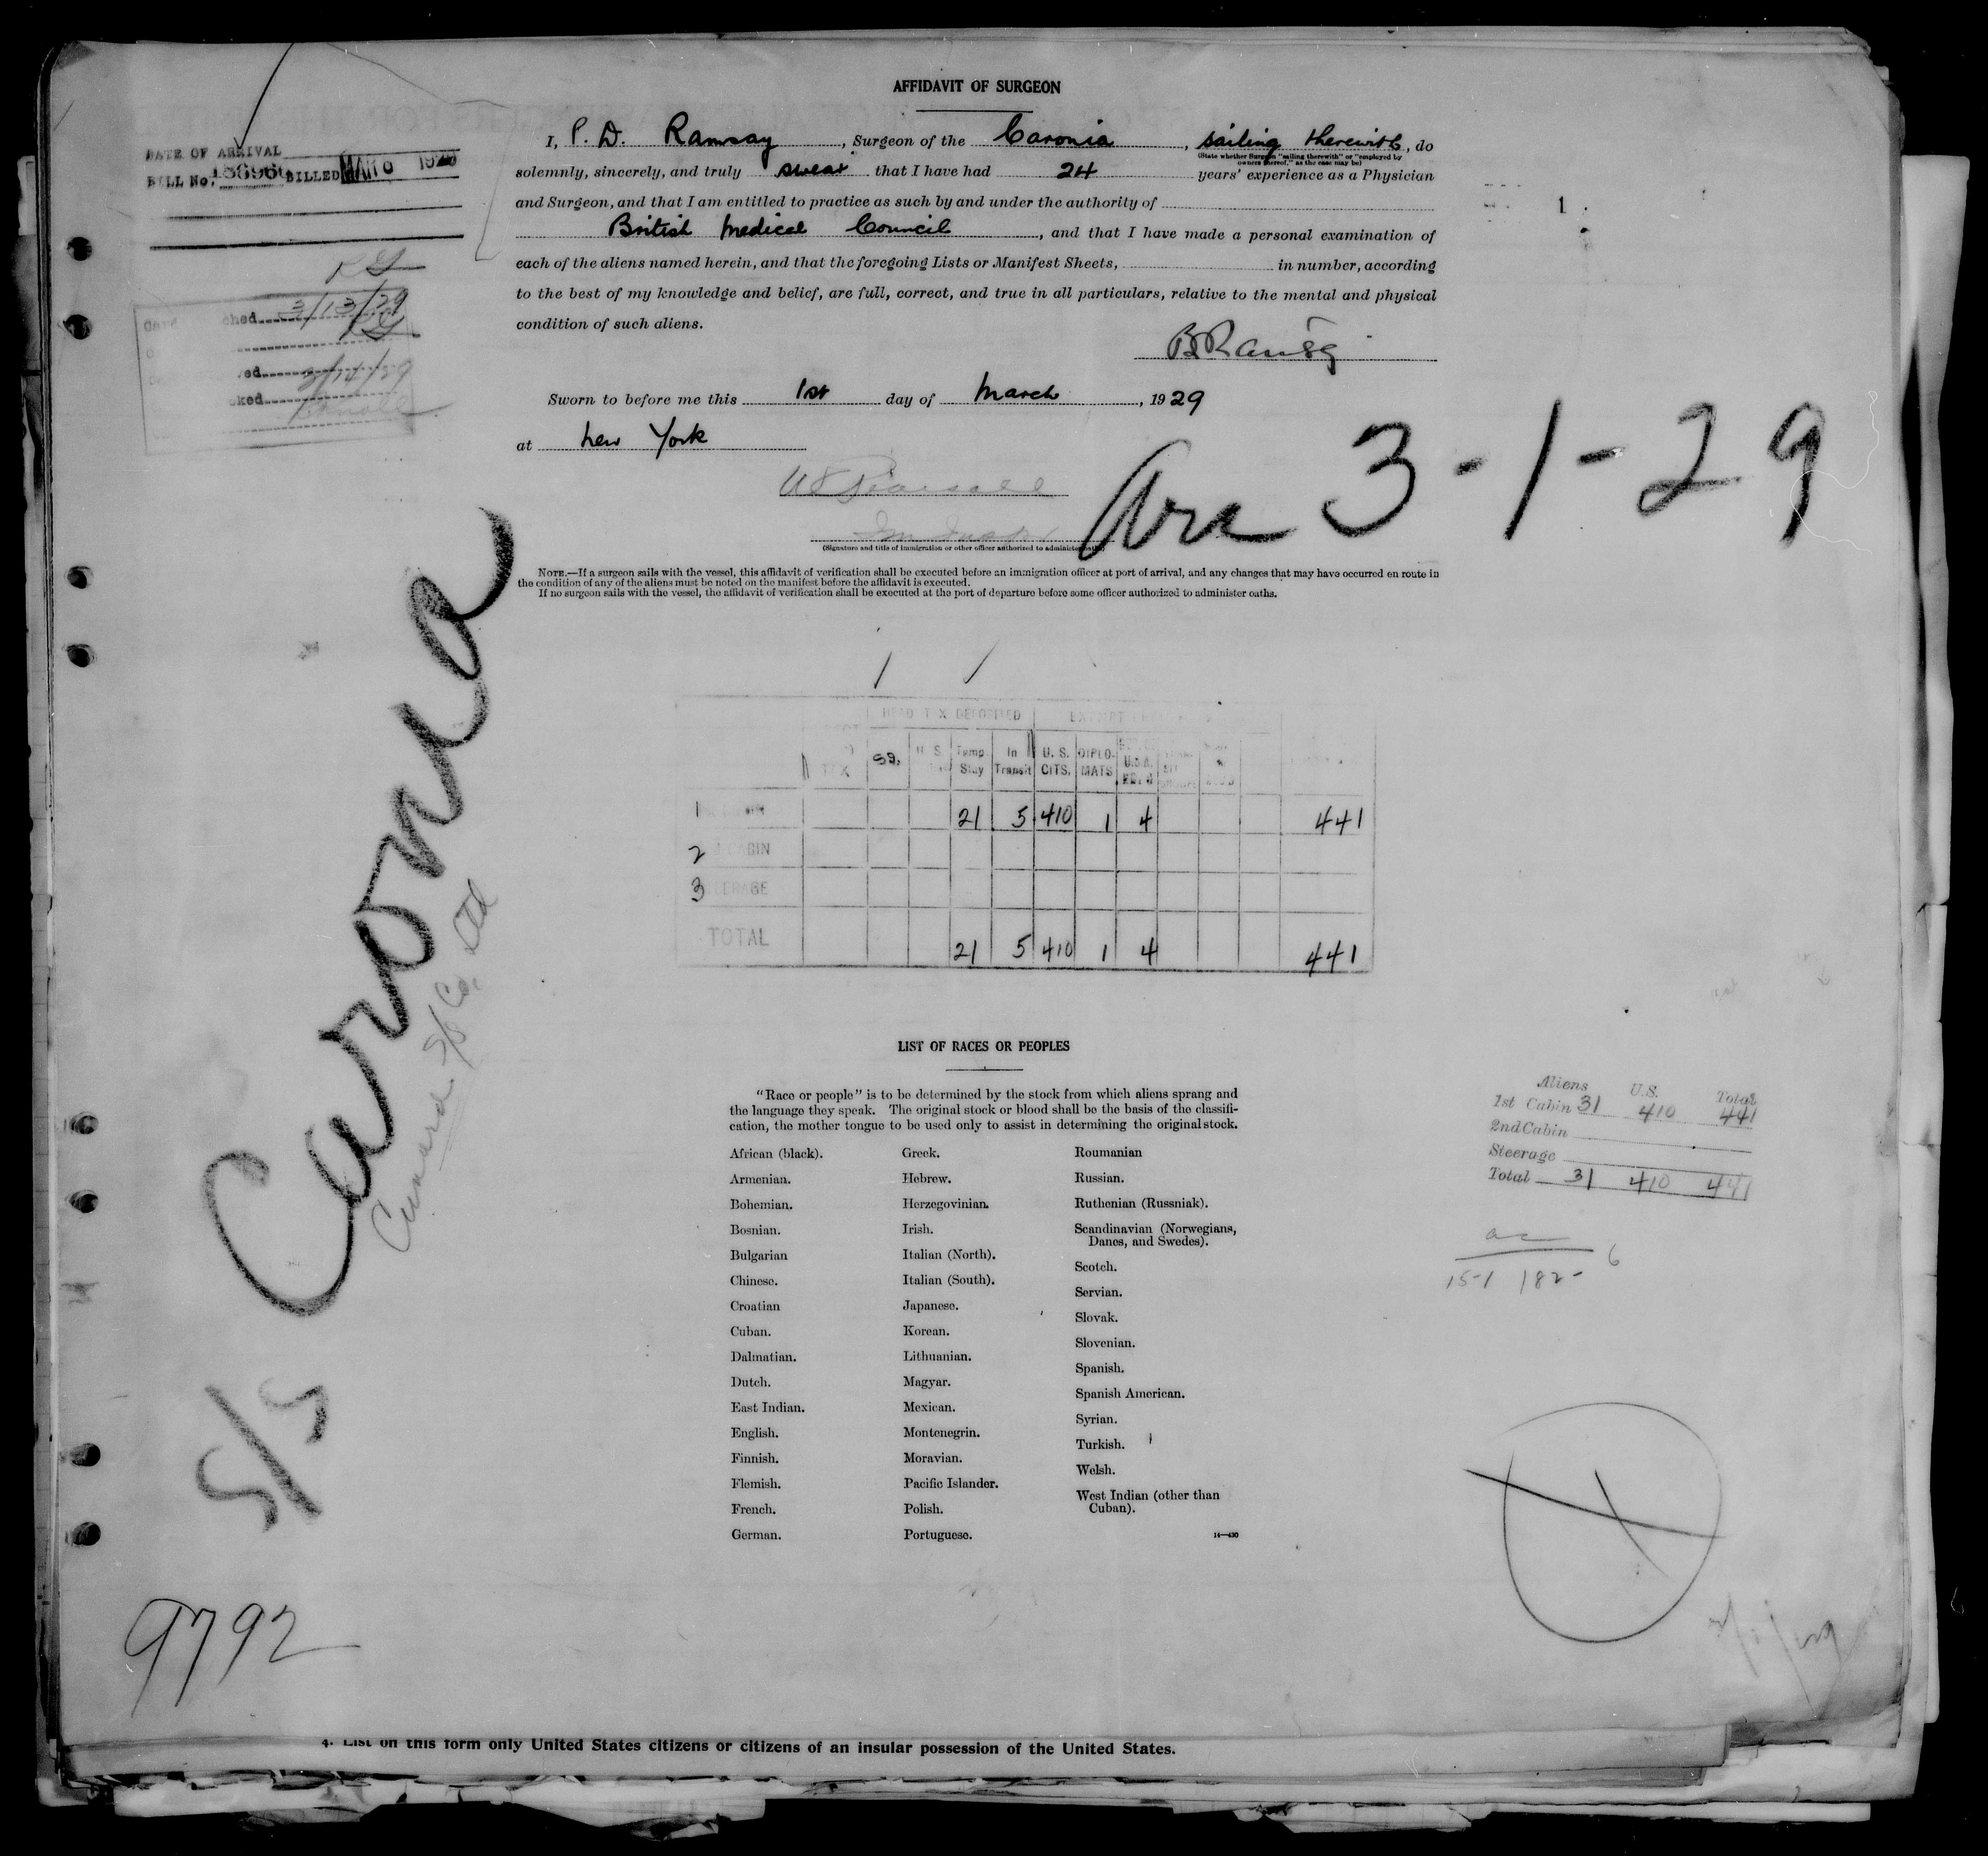 AFFIDAVIT OF SURGEON
I, P. D. Ramsay, Surgeon of the Caronia, sailing therewith, do
(State whether Surgeon "sailing therewith" or "employed by
owners thereof," as the case may be)
solemnly, sincerely, and truly swear that I have had 24 years' experience as a Physician
and Surgeon, and that I am entitled to practice as such by and under the authority of
British Medical Council, and that I have made a personal examination of
each of the aliens named herein, and that the foregoing Lists or Manifest Sheets, in number, according
to the best of my knowledge and belief, are full, correct, and true in all particulars, relative to the mental and physical
condition of such aliens.
Sworn to before me this 1st day of March, 1929
at New York
(Signature and title of immigration or other officer authorized to administer oaths)
NOTE.—If a surgeon sails with the vessel, this affidavit of verification shall be executed before an immigration officer at port of arrival, and any changes that may have occurred en route in
the condition of any of the aliens must be noted on the manifest before the affidavit is executed.
If no surgeon sails with the vessel, the affidavit of verification shall be executed at the port of departure before some officer authorized to administer oaths.
DATE OF ARRIVAL
BILL No. BILLED MAR
3/13/29
3/14/29
1
Arr 3-1-29
S/S Caronia
Cunard S/S Co. Ltd
HEAD TAX DEPOSITED EXEMPT
U.S. Temp Stay In Transit U.S. CITS. DIPLOMATS U.S.A.
1 21 5 410 1 4 441
2 CABIN
3
TOTAL 21 5 410 1 4 441
LIST OF RACES OR PEOPLES
"Race or people" is to be determined by the stock from which aliens sprang and
the language they speak. The original stock or blood shall be the basis of the classifi-
cation, the mother tongue to be used only to assist in determining the original stock.
African (black).
Armenian.
Bohemian.
Bosnian.
Bulgarian
Chinese.
Croatian
Cuban.
Dalmatian.
Dutch.
East Indian.
English.
Finnish.
Flemish.
French.
German.
Greek.
Hebrew.
Herzegovinian.
Irish.
Italian (North).
Italian (South).
Japanese.
Korean.
Lithuanian.
Magyar.
Mexican.
Montenegrin.
Moravian.
Pacific Islander.
Polish.
Portuguese.
Roumanian
Russian.
Ruthenian (Russniak).
Scandinavian (Norwegians,
Danes, and Swedes).
Scotch.
Servian.
Slovak.
Slovenian.
Spanish.
Spanish American.
Syrian.
Turkish.
Welsh.
West Indian (other than
Cuban).
14—430
Aliens U.S. Total
1st Cabin 31 410 441
2nd Cabin
Steerage
Total 31 410 441
9792
4. List on this form only United States citizens or citizens of an insular possession of the United States.